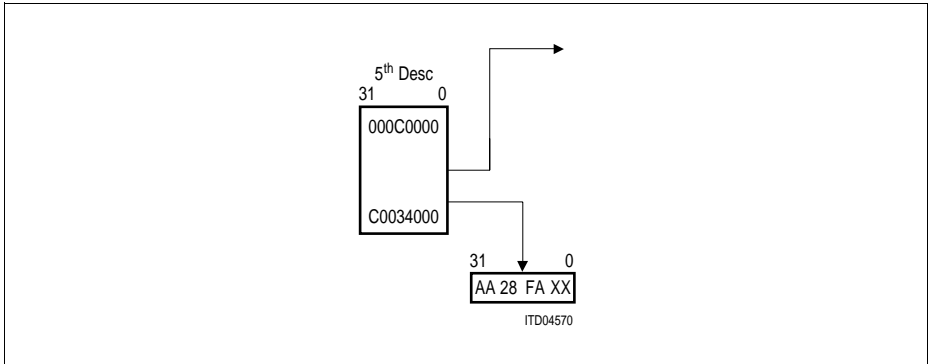 5th Desc
31 0
000C0000
C0034000
31 0
AA 28 FA XX
ITD04570